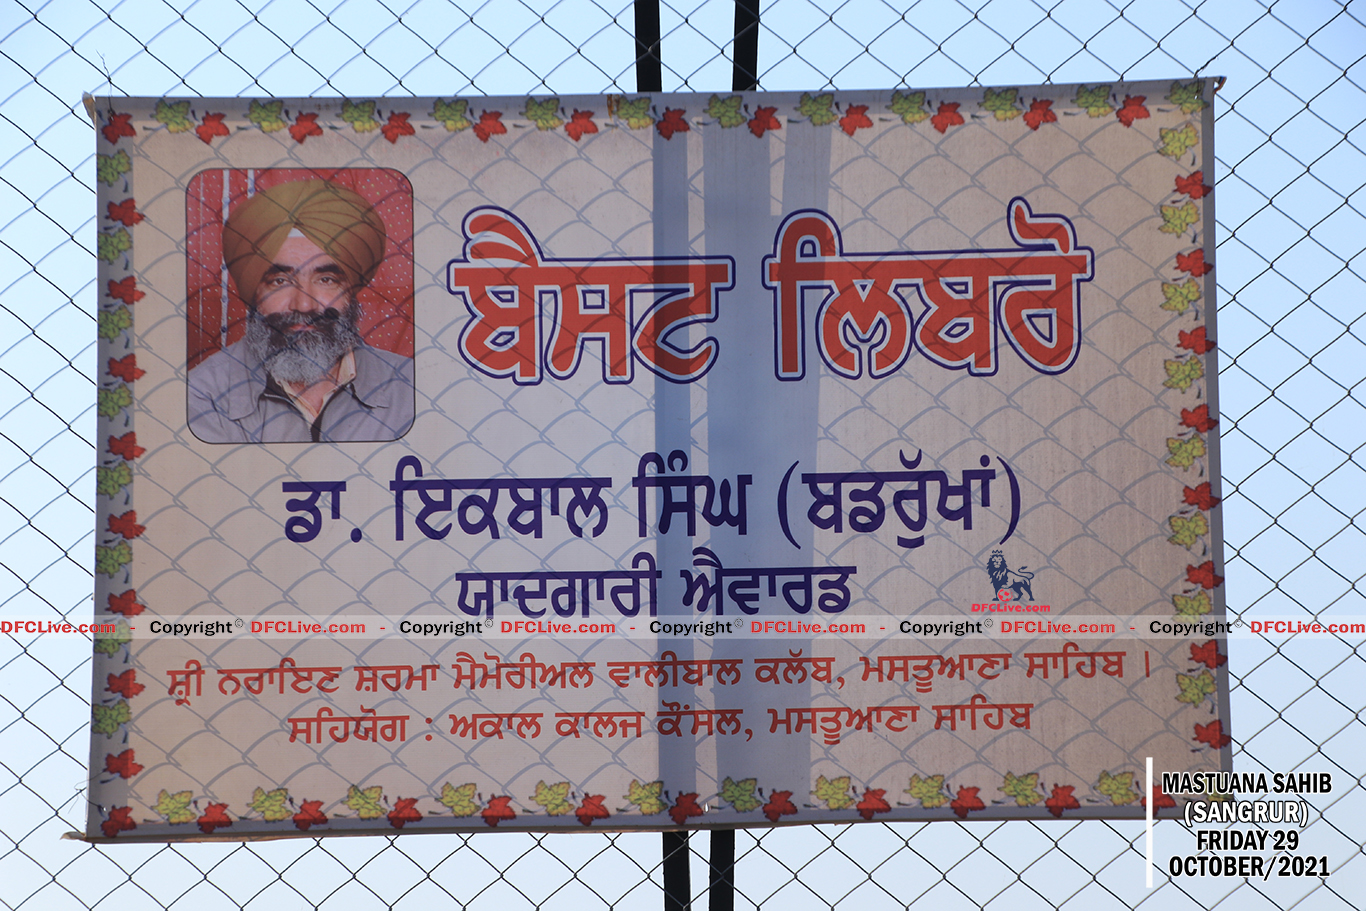 ਬੈਸਟ ਲਿਬਰੋ
ਡਾ. ਇਕਬਾਲ ਸਿੰਘ (ਬਡਰੁੱਖਾਂ)
ਯਾਦਗਾਰੀ ਐਵਾਰਡ
DFCLive.com
DFCLive.com - Copyright© DFCLive.com - Copyright© DFCLive.com - Copyright© DFCLive.com - Copyright© DFCLive.com - Copyright© DFCLive.com
ਸ਼੍ਰੀ ਨਰਾਇਣ ਸ਼ਰਮਾ ਮੈਮੋਰੀਅਲ ਵਾਲੀਬਾਲ ਕਲੱਬ, ਮਸਤੂਆਣਾ ਸਾਹਿਬ ।
ਸਹਿਯੋਗ : ਅਕਾਲ ਕਾਲਜ ਕੌਂਸਲ, ਮਸਤੂਆਣਾ ਸਾਹਿਬ
MASTUANA SAHIB
(SANGRUR)
FRIDAY 29
OCTOBER/2021